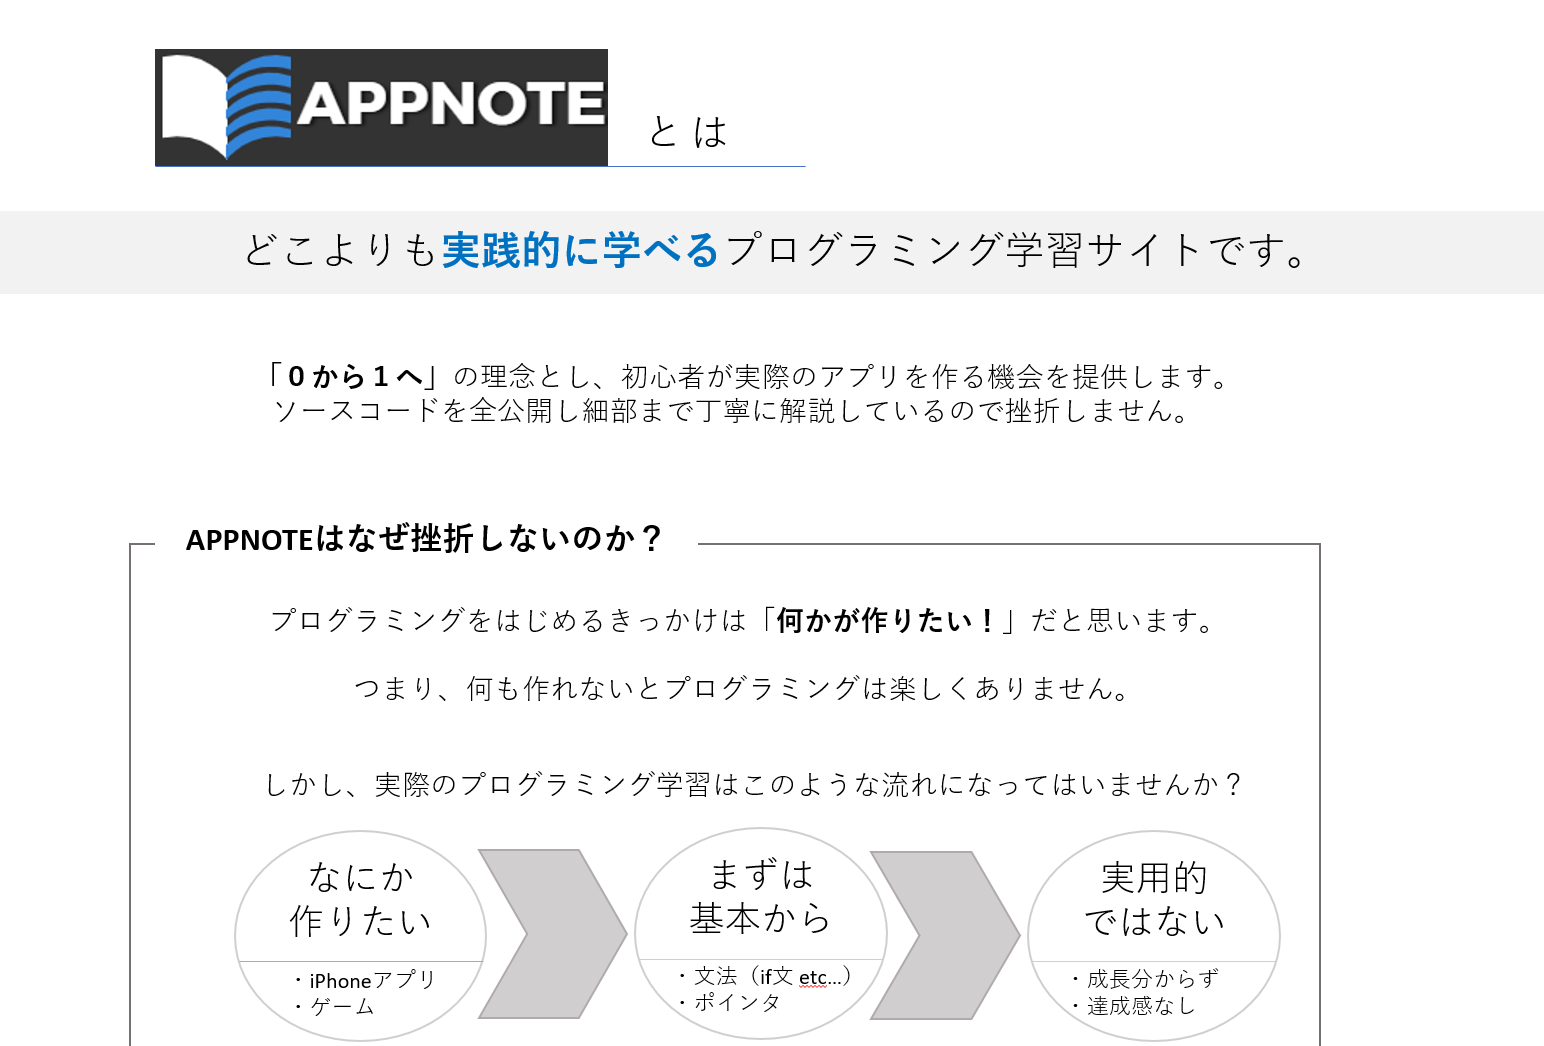 APPNOTE とは
どこよりも実践的に学べるプログラミング学習サイトです。
「０から１へ」の理念とし、初心者が実際のアプリを作る機会を提供します。
ソースコードを全公開し細部まで丁寧に解説しているので挫折しません。
APPNOTEはなぜ挫折しないのか？
プログラミングをはじめるきっかけは「何かが作りたい！」だと思います。
つまり、何も作れないとプログラミングは楽しくありません。
しかし、実際のプログラミング学習はこのような流れになってはいませんか？
なにか
作りたい
・iPhoneアプリ
・ゲーム
まずは
基本から
・文法（if文 etc...）
・ポインタ
実用的
ではない
・成長分からず
・達成感なし